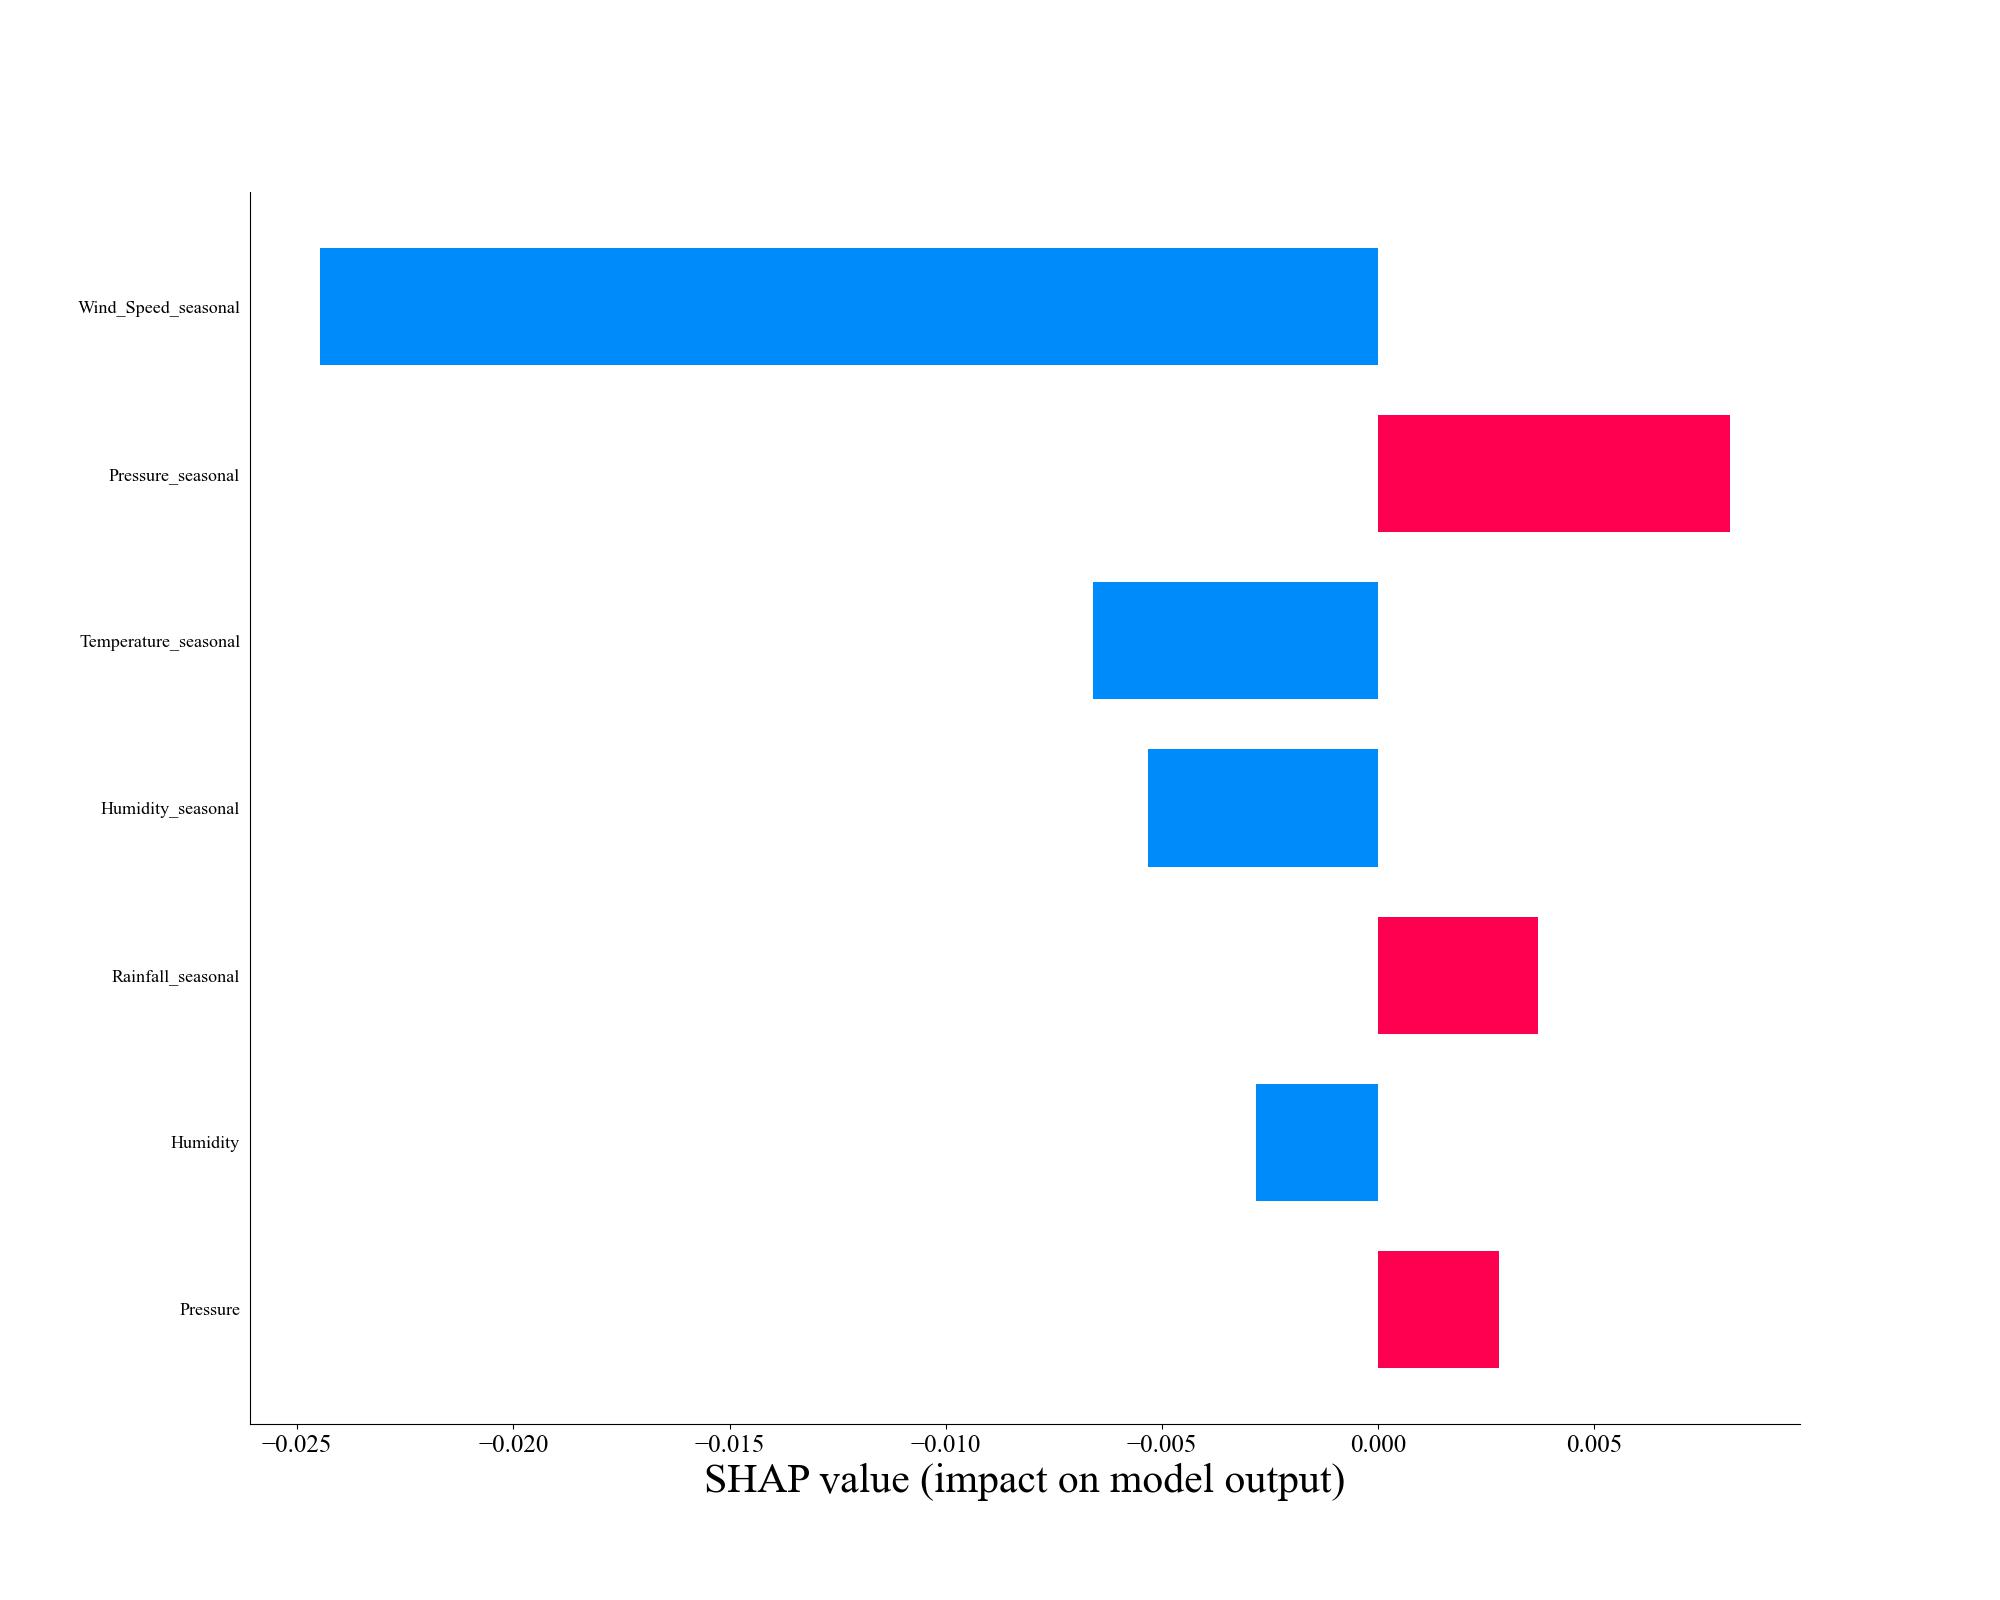 Wind_Speed_seasonal
Pressure_seasonal
Temperature_seasonal
Humidity_seasonal
Rainfall_seasonal
Humidity
Pressure
−0.025 −0.020 −0.015 −0.010 −0.005 0.000 0.005
SHAP value (impact on model output)